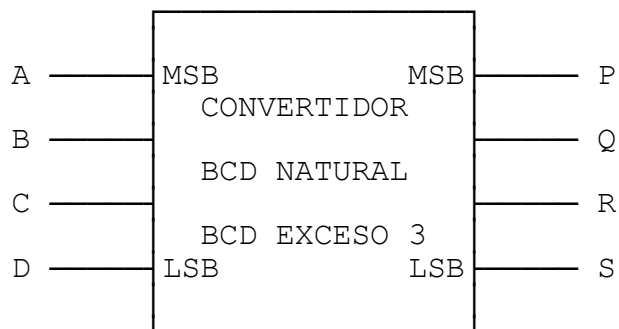 A MSB MSB P
CONVERTIDOR
B Q
BCD NATURAL
C R
BCD EXCESO 3
D LSB LSB S